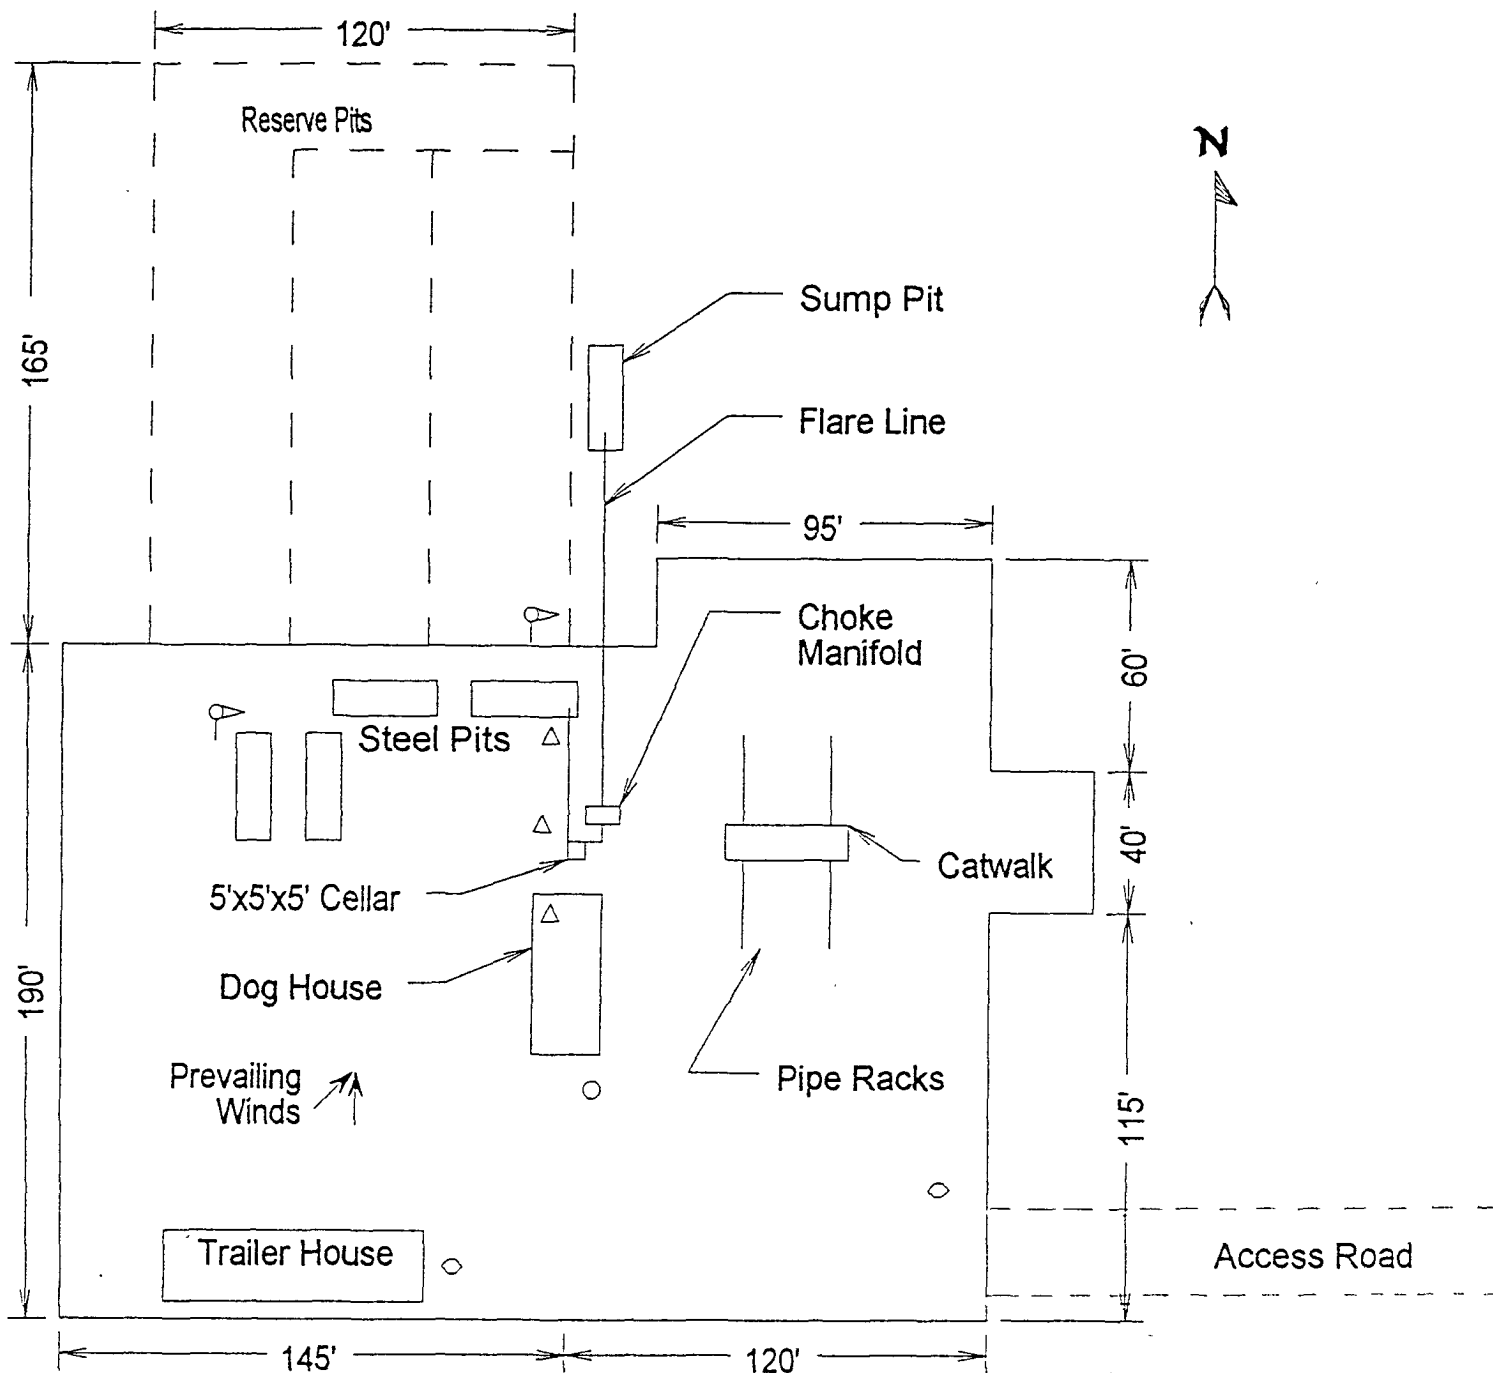 120'
Reserve Pits
N
Sump Pit
165'
Flare Line
95'
Choke
Manifold
60'
Steel Pits
40'
Catwalk
5'x5'x5' Cellar
190'
Dog House
Prevailing
Winds
Pipe Racks
115'
Trailer House
Access Road
145'
120'